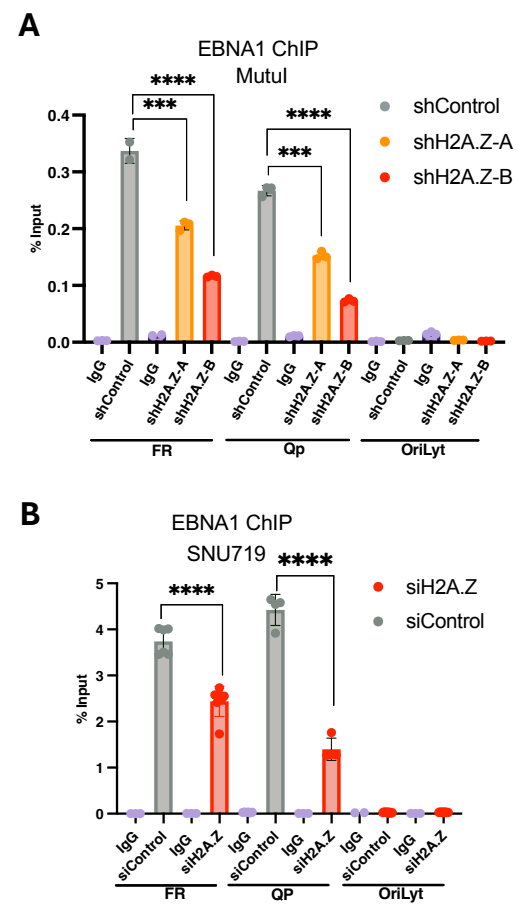 A
EBNA1 ChIP
MutuI
****
***
****
***
shControl
shH2A.Z-A
shH2A.Z-B
% Input
0.4
0.3
0.2
0.1
0.0
IgG
shControl
IgG
shH2A.Z-A
shH2A.Z-B
IgG
shControl
IgG
shH2A.Z-A
shH2A.Z-B
IgG
shControl
IgG
shH2A.Z-A
shH2A.Z-B
FR
Qp
OriLyt
B
EBNA1 ChIP
SNU719
****
****
siH2A.Z
siControl
% Input
5
4
3
2
1
0
IgG
siControl
IgG
siH2A.Z
IgG
siControl
IgG
siH2A.Z
IgG
siControl
IgG
siH2A.Z
FR
QP
OriLyt